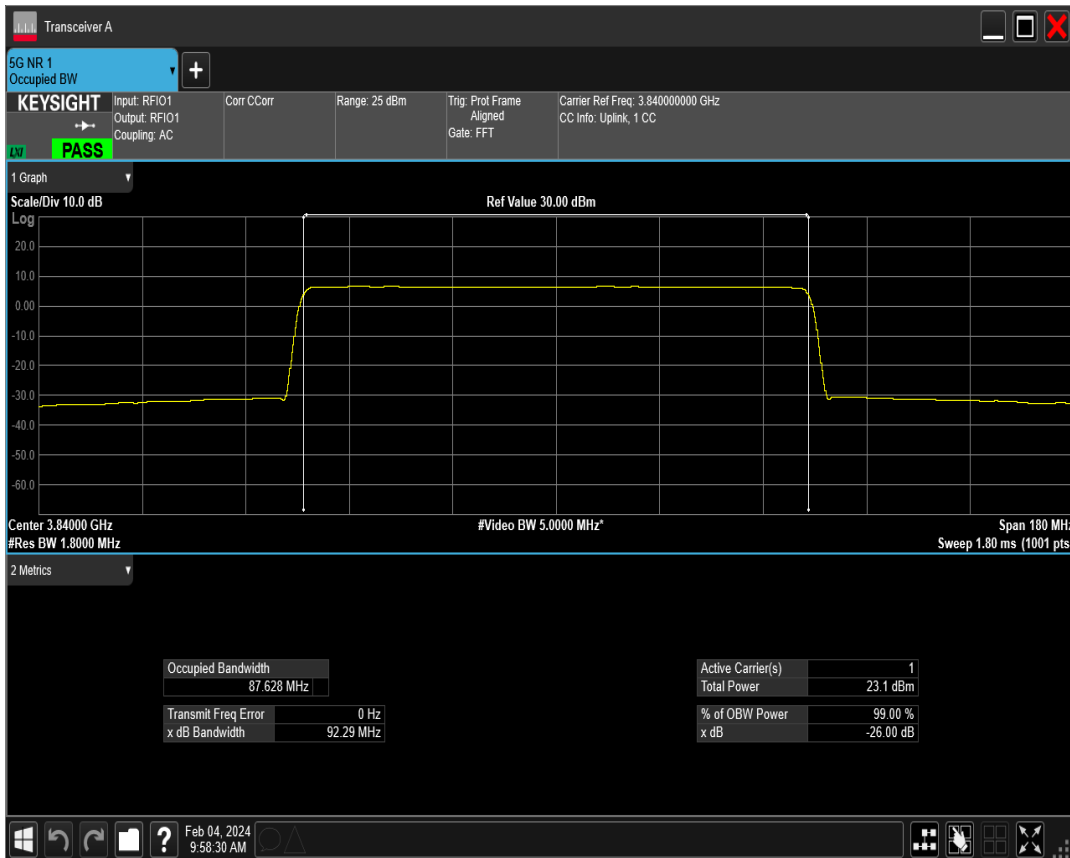 Transceiver A
5G NR 1
Occupied BW
+
KEYSIGHT
LXI
PASS
Input: RFIO1
Output: RFIO1
Coupling: AC
Corr CCorr
Range: 25 dBm
Trig: Prot Frame
Aligned
Gate: FFT
Carrier Ref Freq: 3.840000000 GHz
CC Info: Uplink, 1 CC
1 Graph
Scale/Div 10.0 dB
Ref Value 30.00 dBm
Log
20.0
10.0
0.00
-10.0
-20.0
-30.0
-40.0
-50.0
-60.0
Center 3.84000 GHz
#Video BW 5.0000 MHz*
Span 180 MHz
#Res BW 1.8000 MHz
Sweep 1.80 ms (1001 pts
2 Metrics
Occupied Bandwidth
87.628 MHz
Transmit Freq Error 0 Hz
x dB Bandwidth 92.29 MHz
Active Carrier(s) 1
Total Power 23.1 dBm
% of OBW Power 99.00 %
x dB -26.00 dB
?
Feb 04, 2024
9:58:30 AM